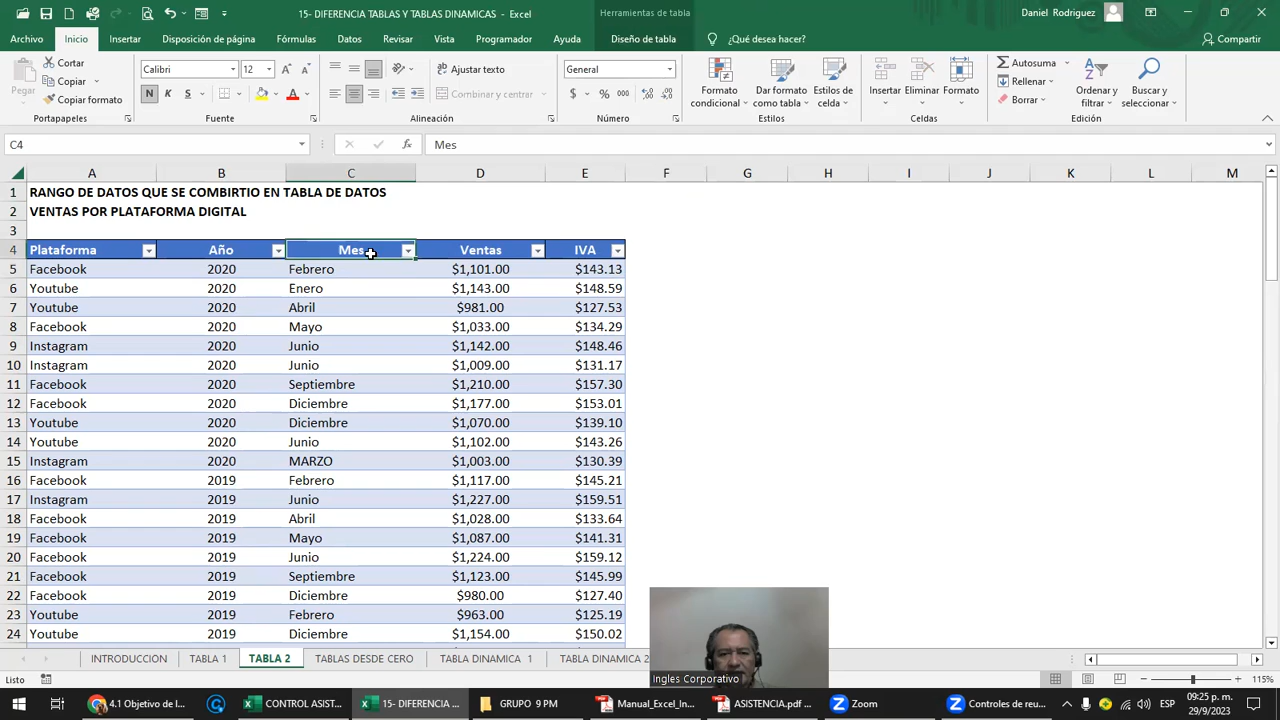 15- DIFERENCIA TABLAS Y TABLAS DINAMICAS - Excel
Herramientas de tabla
Daniel Rodriguez
Archivo Inicio Insertar Disposición de página Fórmulas Datos Revisar Vista Programador Ayuda Diseño de tabla ¿Qué desea hacer? Compartir
Pegar
Cortar
Copiar
Copiar formato
Portapapeles
Calibri 12
N K S
Fuente
Ajustar texto
Combinar y centrar
Alineación
General
$ % 000
Número
Formato condicional
Dar formato como tabla
Estilos de celda
Estilos
Insertar Eliminar Formato
Celdas
Autosuma
Rellenar
Borrar
Ordenar y filtrar
Buscar y seleccionar
Edición
C4 fx Mes
A B C D E F G H I J K L M
1 RANGO DE DATOS QUE SE COMBIRTIO EN TABLA DE DATOS
2 VENTAS POR PLATAFORMA DIGITAL
3
4 Plataforma Año Mes Ventas IVA
5 Facebook 2020 Febrero $1,101.00 $143.13
6 Youtube 2020 Enero $1,143.00 $148.59
7 Youtube 2020 Abril $981.00 $127.53
8 Facebook 2020 Mayo $1,033.00 $134.29
9 Instagram 2020 Junio $1,142.00 $148.46
10 Instagram 2020 Junio $1,009.00 $131.17
11 Facebook 2020 Septiembre $1,210.00 $157.30
12 Facebook 2020 Diciembre $1,177.00 $153.01
13 Youtube 2020 Diciembre $1,070.00 $139.10
14 Youtube 2020 Junio $1,102.00 $143.26
15 Instagram 2020 MARZO $1,003.00 $130.39
16 Facebook 2019 Febrero $1,117.00 $145.21
17 Instagram 2019 Junio $1,227.00 $159.51
18 Facebook 2019 Abril $1,028.00 $133.64
19 Facebook 2019 Mayo $1,087.00 $141.31
20 Facebook 2019 Junio $1,224.00 $159.12
21 Facebook 2019 Septiembre $1,123.00 $145.99
22 Facebook 2019 Diciembre $980.00 $127.40
23 Youtube 2019 Febrero $963.00 $125.19
24 Youtube 2019 Diciembre $1,154.00 $150.02
Ingles Corporativo
INTRODUCCION TABLA 1 TABLA 2 TABLAS DESDE CERO TABLA DINAMICA 1 TABLA DINAMICA 2
Listo 115%
4.1 Objetivo de l... CONTROL ASIST... 15- DIFERENCIA ... GRUPO 9 PM Manual_Excel_In... ASISTENCIA.pdf ... Zoom Controles de reu... ESP 09:25 p. m.
29/9/2023